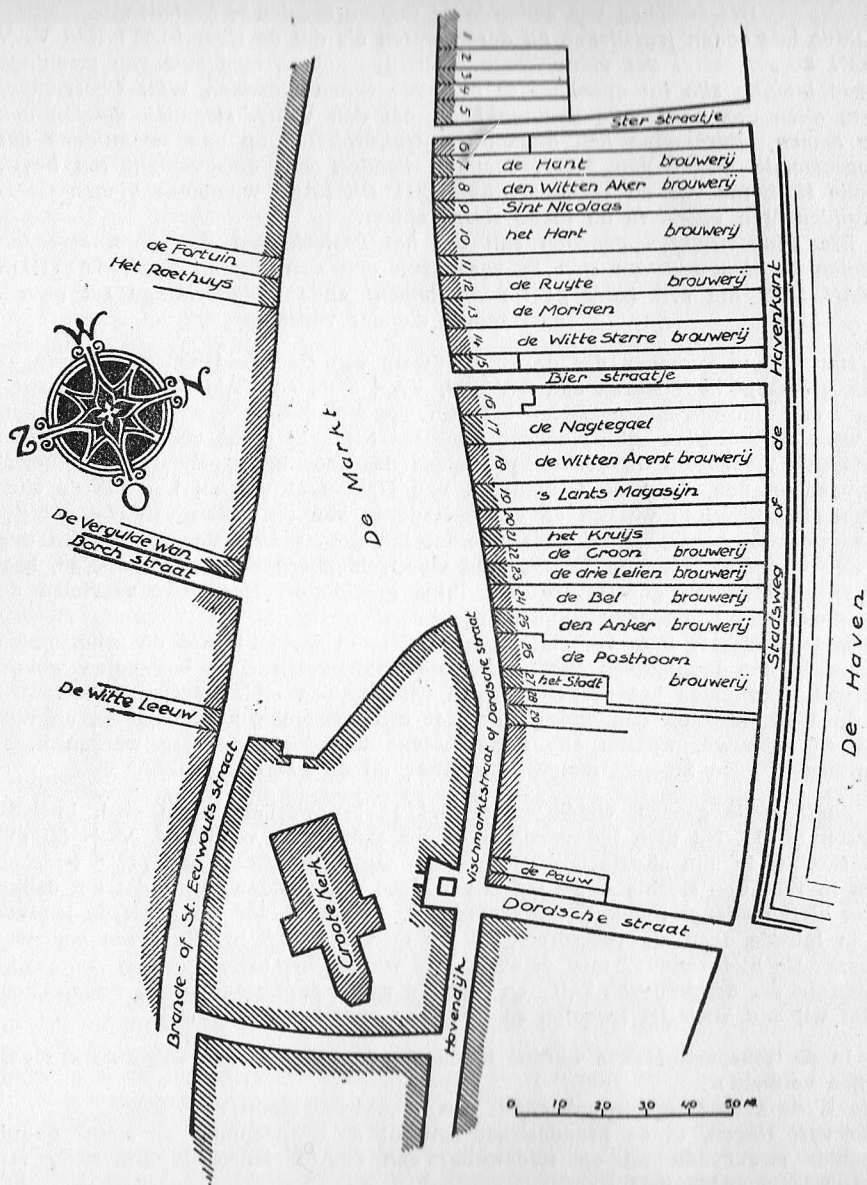 1
2
3
4
5
Ster straatje
6
7 de Hant brouwerij
8 den Witten Aker brouwerij
9 Sint Nicolaas
10 het Hart brouwerij
11
12 de Ruyte brouwerij
13 de Moriaen
14 de Witte Sterre brouwerij
15
Bier straatje
16
17 de Nagtegael
18 de Witten Arent brouwerij
19 's Lants Magasijn
20
21 het Kruijs
22 de Croon brouwerij
23 de drie Lelien brouwerij
24 de Bel brouwerij
25 den Anker brouwerij
26 de Posthoorn brouwerij
27 het Slodt
28
29
de Pauw
Dordsche straat
de Fortuin
Het Raethuys
W
N
Z
O
De Markt
De Vergulde Wan
Borch straat
De Witte Leeuw
Brande- of St. Eeuwouts straat
Groote Kerk
Vischmarktstraat of Dordsche straat
Havendijk
Stadsweg of de Havenkant
De Haven
0 10 20 30 40 50 M.